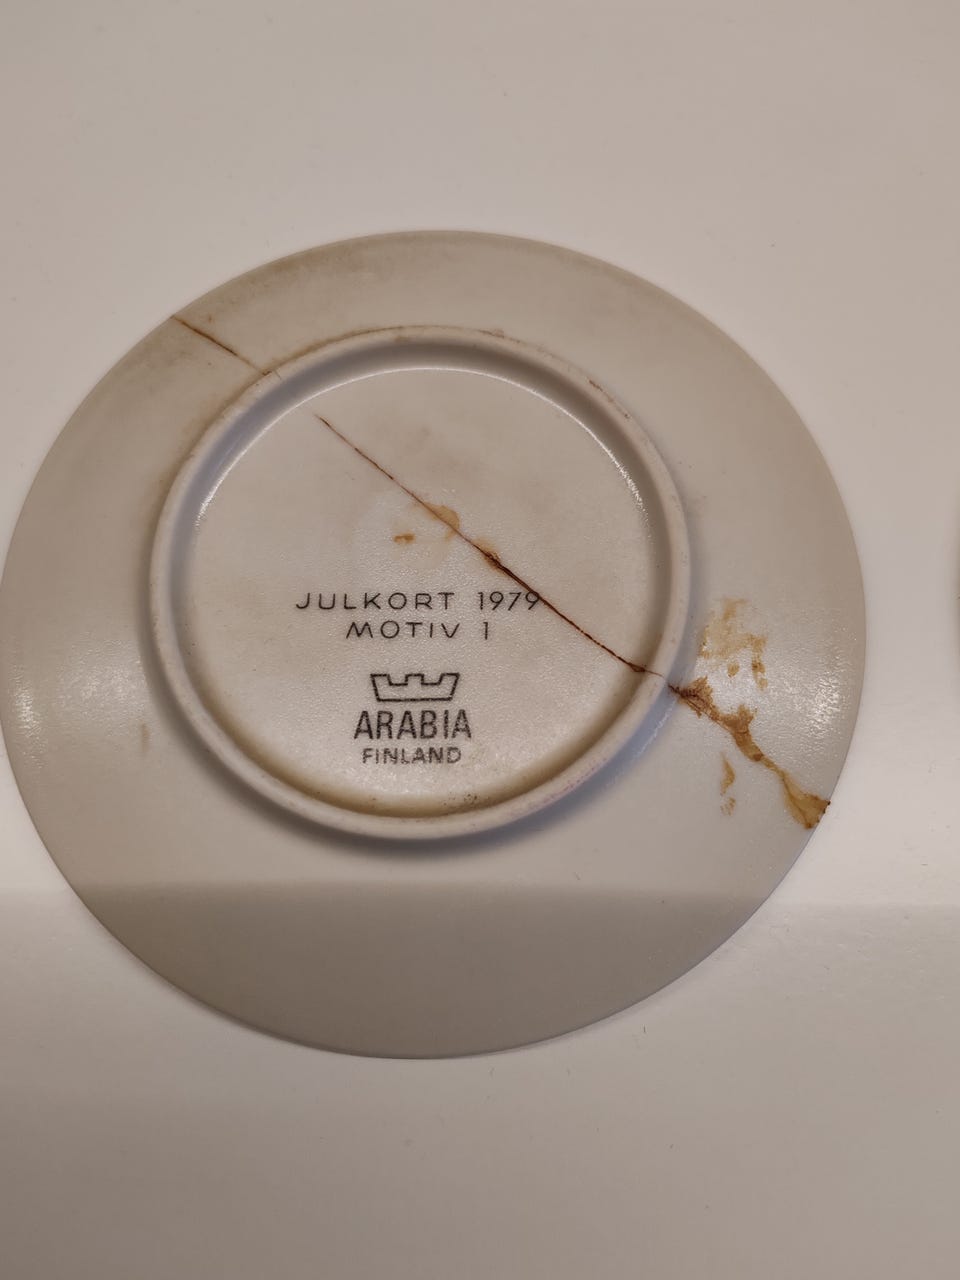 JULKORT 1979
MOTIV 1
ARABIA
FINLAND